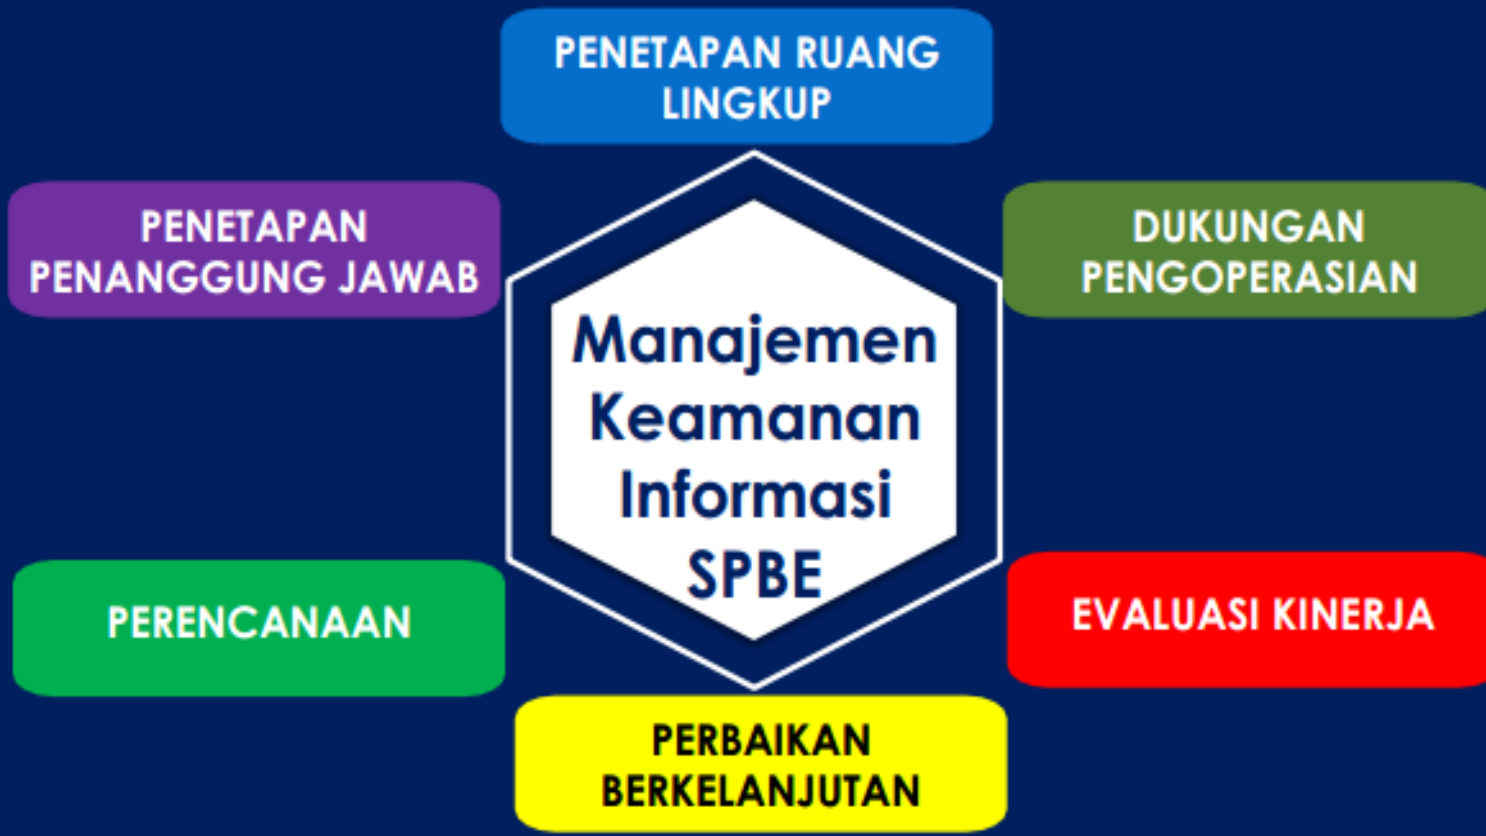 PENETAPAN RUANG
LINGKUP
PENETAPAN
PENANGGUNG JAWAB
DUKUNGAN
PENGOPERASIAN
Manajemen
Keamanan
Informasi
SPBE
PERENCANAAN
EVALUASI KINERJA
PERBAIKAN
BERKELANJUTAN